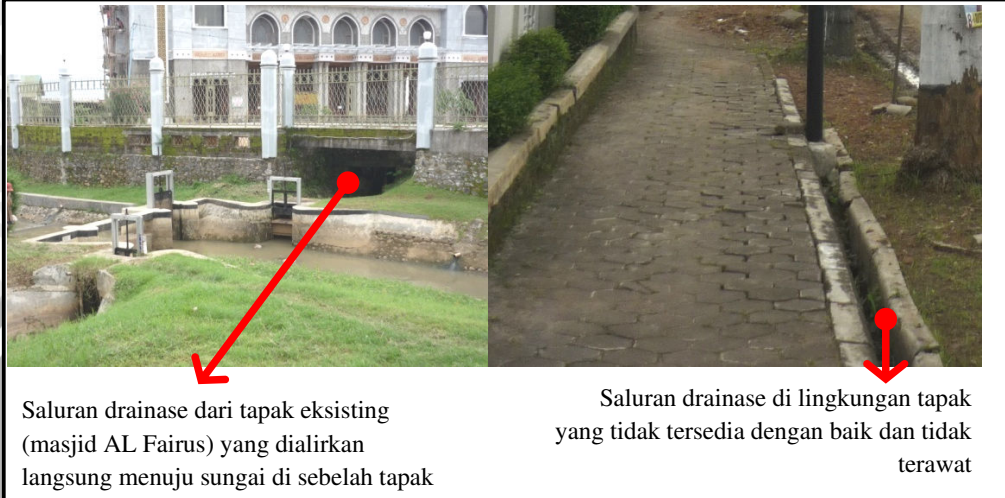 Saluran drainase dari tapak eksisting
(masjid AL Fairus) yang dialirkan
langsung menuju sungai di sebelah tapak
Saluran drainase di lingkungan tapak
yang tidak tersedia dengan baik dan tidak
terawat